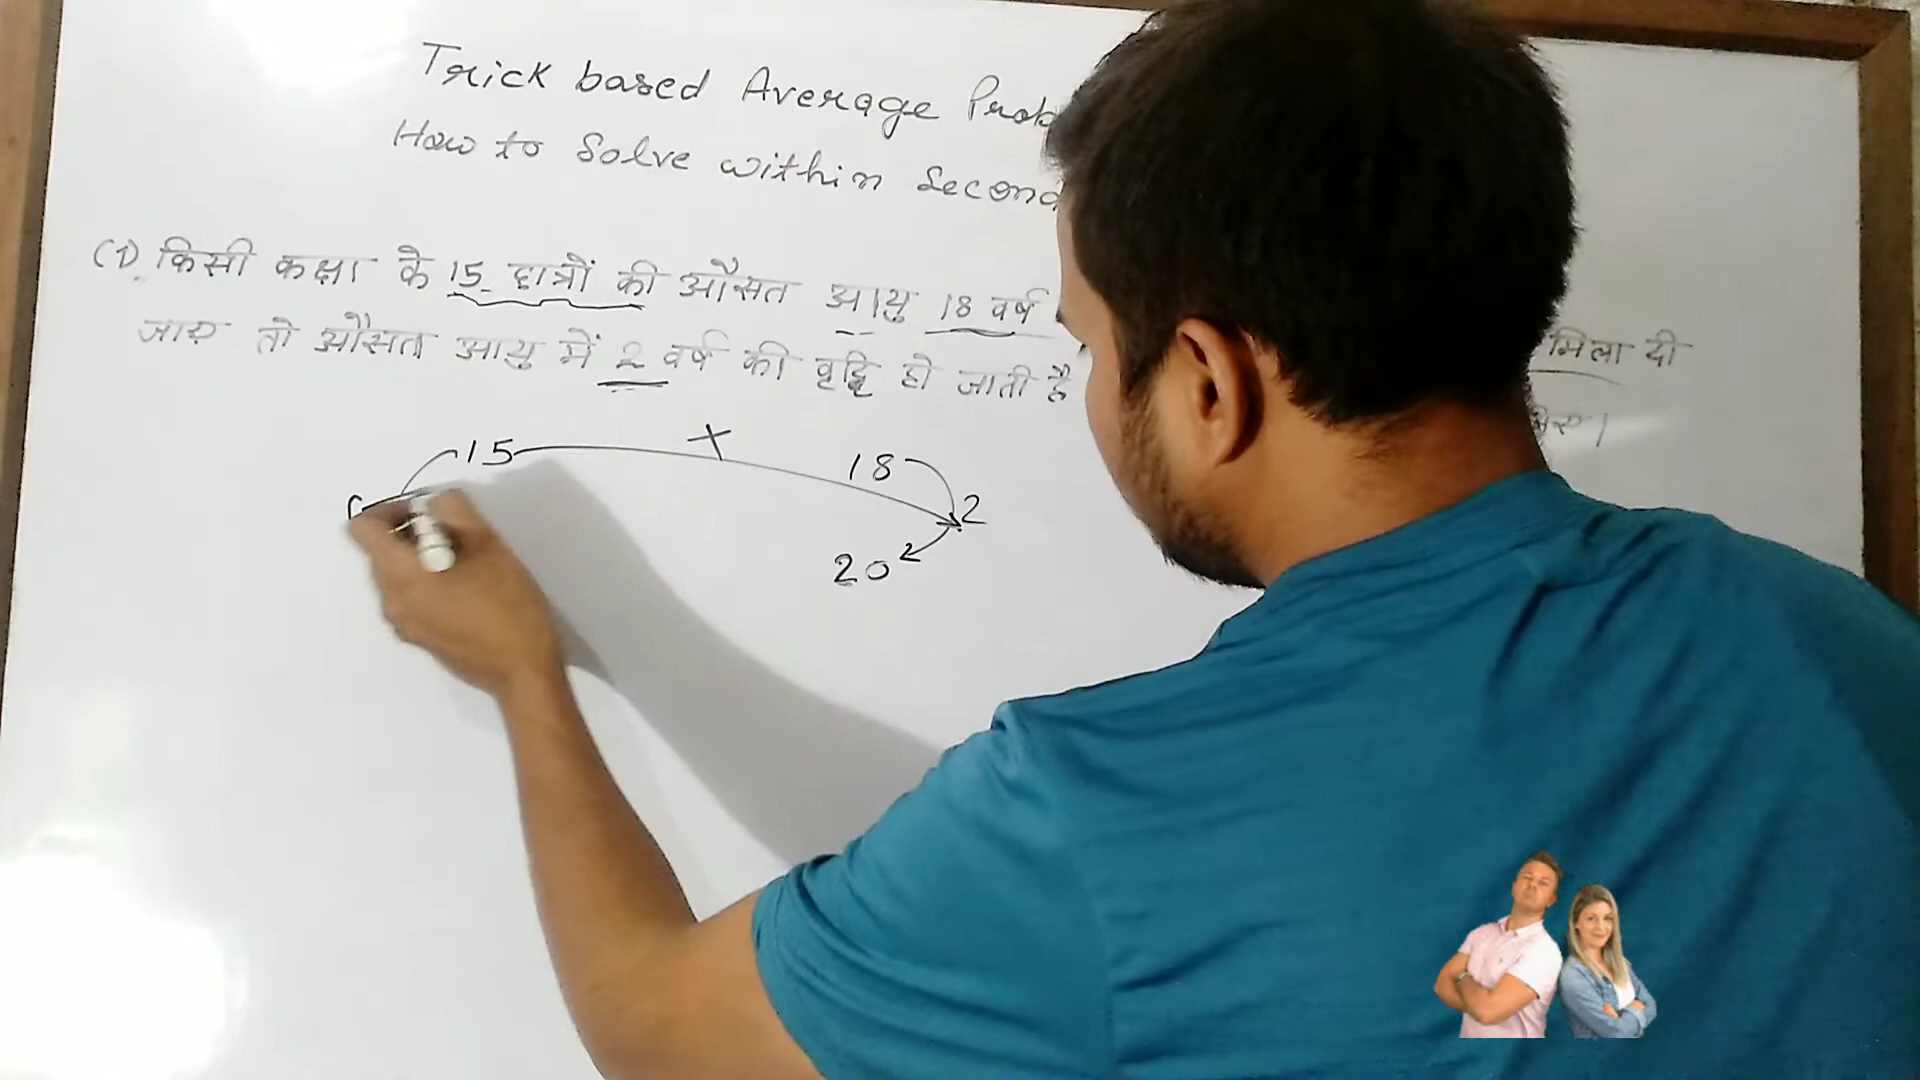 Trick based Average
How to Solve within
(1) किसी कक्षा के 15 छात्रों की औसत आयु 18 वर्ष
मिला दी
जाए तो औसत आयु में 2 वर्ष की वृद्धि हो जाती है
15 × 18
2
20